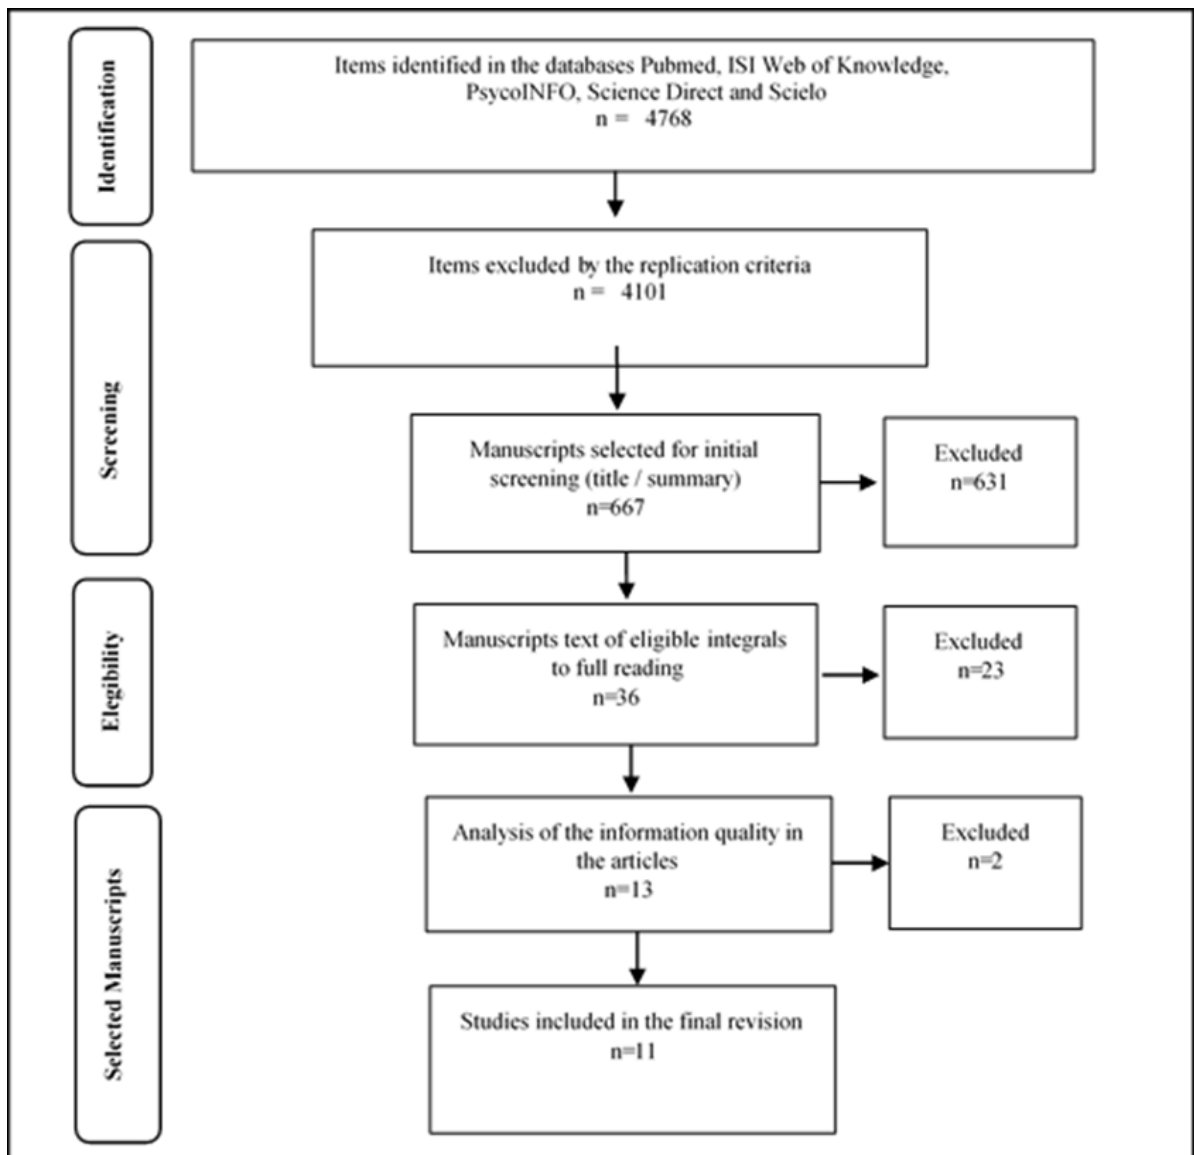 Identification
Items identified in the databases Pubmed, ISI Web of Knowledge,
PsycoINFO, Science Direct and Scielo
n = 4768
Screening
Items excluded by the replication criteria
n = 4101
Manuscripts selected for initial
screening (title / summary)
n=667
Excluded
n=631
Elegibility
Manuscripts text of eligible integrals
to full reading
n=36
Excluded
n=23
Selected Manuscripts
Analysis of the information quality in
the articles
n=13
Excluded
n=2
Studies included in the final revision
n=11